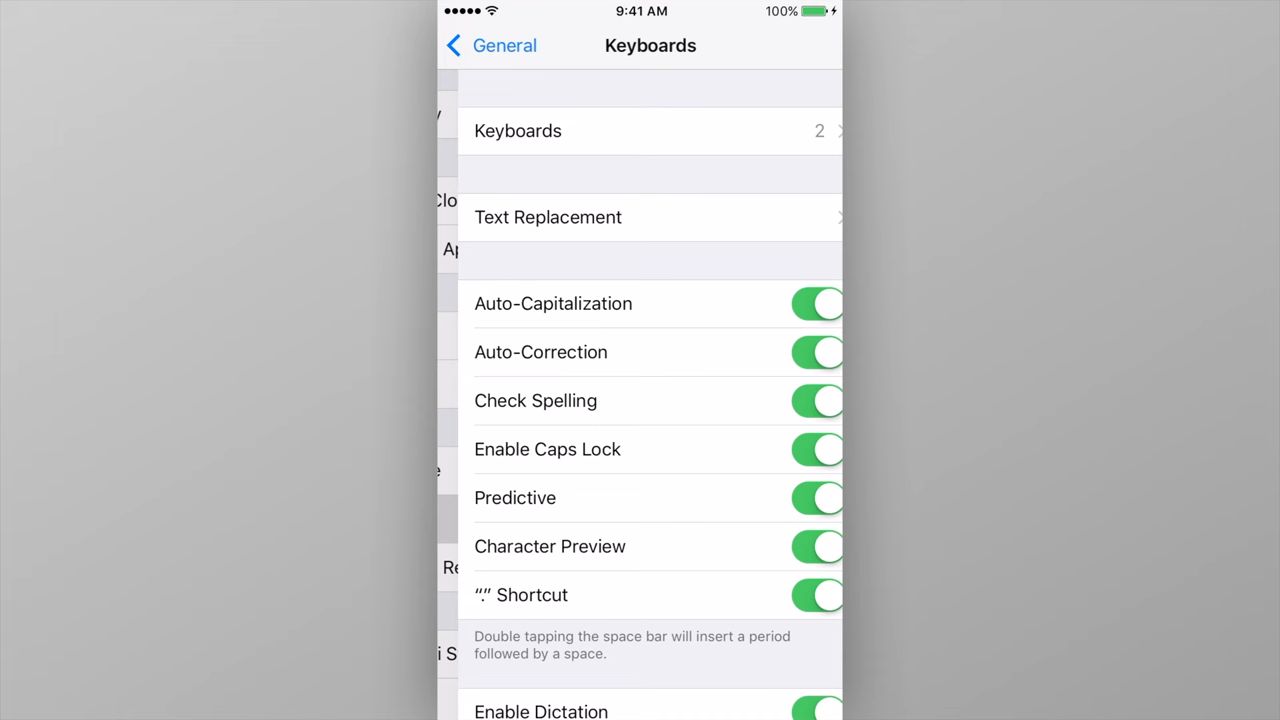 9:41 AM
100%
General
Keyboards
Keyboards 2
Text Replacement
Auto-Capitalization
Auto-Correction
Check Spelling
Enable Caps Lock
Predictive
Character Preview
“.” Shortcut
Double tapping the space bar will insert a period
followed by a space.
Enable Dictation